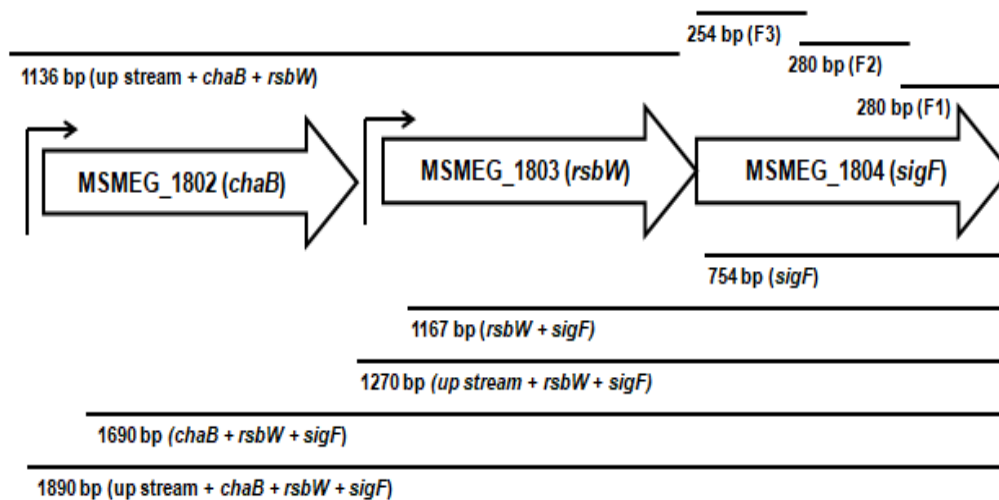 254 bp (F3)
1136 bp (up stream + chaB + rsbW)
280 bp (F2)
280 bp (F1)
MSMEG_1802 (chaB)
MSMEG_1803 (rsbW)
MSMEG_1804 (sigF)
754 bp (sigF)
1167 bp (rsbW + sigF)
1270 bp (up stream + rsbW + sigF)
1690 bp (chaB + rsbW + sigF)
1890 bp (up stream + chaB + rsbW + sigF)